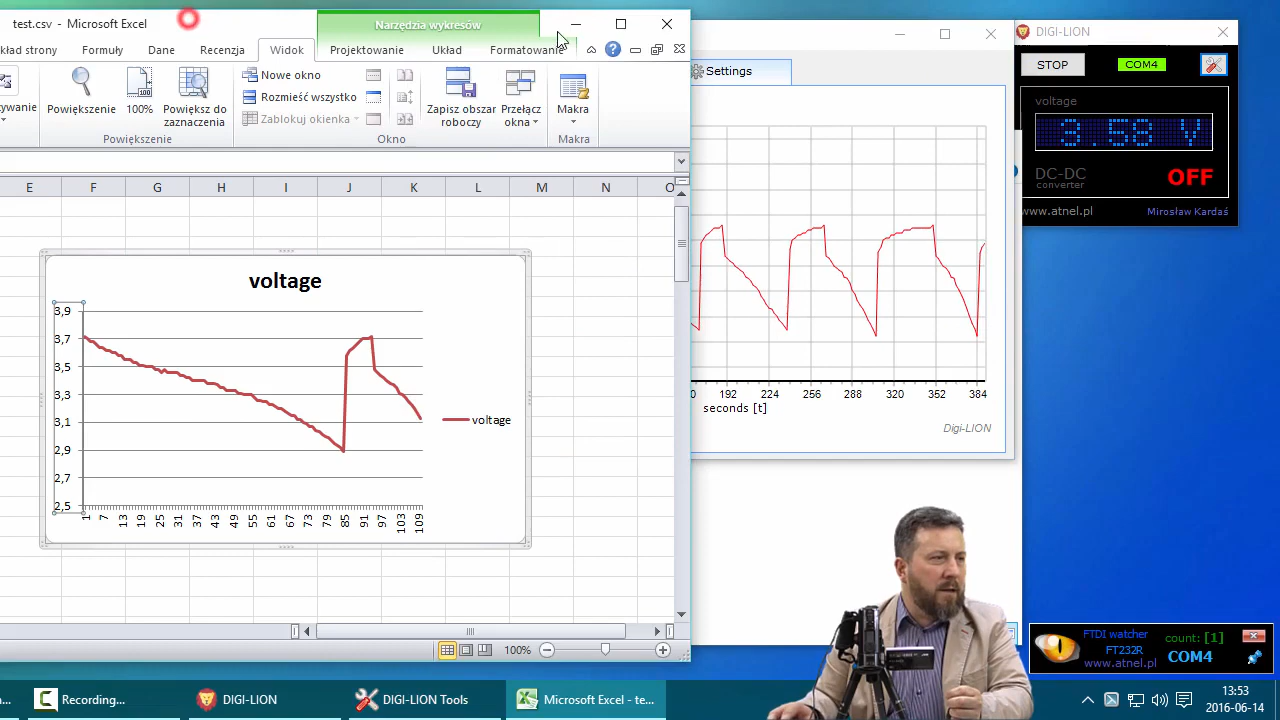 test.csv - Microsoft Excel
Narzędzia wykresów
kład strony Formuły Dane Recenzja Widok Projektowanie Układ Formatowanie
ywanie
Powiększenie
100%
Powiększ do
zaznaczenia
Powiększenie
Nowe okno
Rozmieść wszystko
Zablokuj okienka
Okno
Zapisz obszar
roboczy
Przełącz
okna
Makra
Makra
E F G H I J K L M N O
voltage
3,9
3,7
3,5
3,3
3,1
2,9
2,7
2,5
1 7 13 19 25 31 37 43 49 55 61 67 73 79 85 91 97 103 109
voltage
100%
Settings
0 192 224 256 288 320 352 384
seconds [t]
Digi-LION
DIGI-LION
STOP
COM4
voltage
3.58 V
DC-DC
converter
OFF
www.atnel.pl
Mirosław Kardaś
FTDI watcher
FT232R
www.atnel.pl
count: [1]
COM4
e...
Recording...
DIGI-LION
DIGI-LION Tools
Microsoft Excel - te...
13:53
2016-06-14